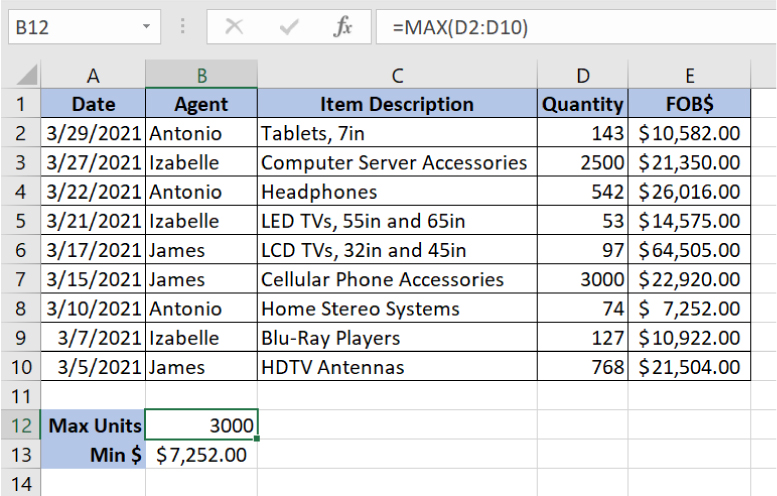 B12 fx =MAX(D2:D10)
A B C D E
1 Date Agent Item Description Quantity FOB$
2 3/29/2021 Antonio Tablets, 7in 143 $10,582.00
3 3/27/2021 Izabelle Computer Server Accessories 2500 $21,350.00
4 3/22/2021 Antonio Headphones 542 $26,016.00
5 3/21/2021 Izabelle LED TVs, 55in and 65in 53 $14,575.00
6 3/17/2021 James LCD TVs, 32in and 45in 97 $64,505.00
7 3/15/2021 James Cellular Phone Accessories 3000 $22,920.00
8 3/10/2021 Antonio Home Stereo Systems 74 $ 7,252.00
9 3/7/2021 Izabelle Blu-Ray Players 127 $10,922.00
10 3/5/2021 James HDTV Antennas 768 $21,504.00
11
12 Max Units 3000
13 Min $ $7,252.00
14